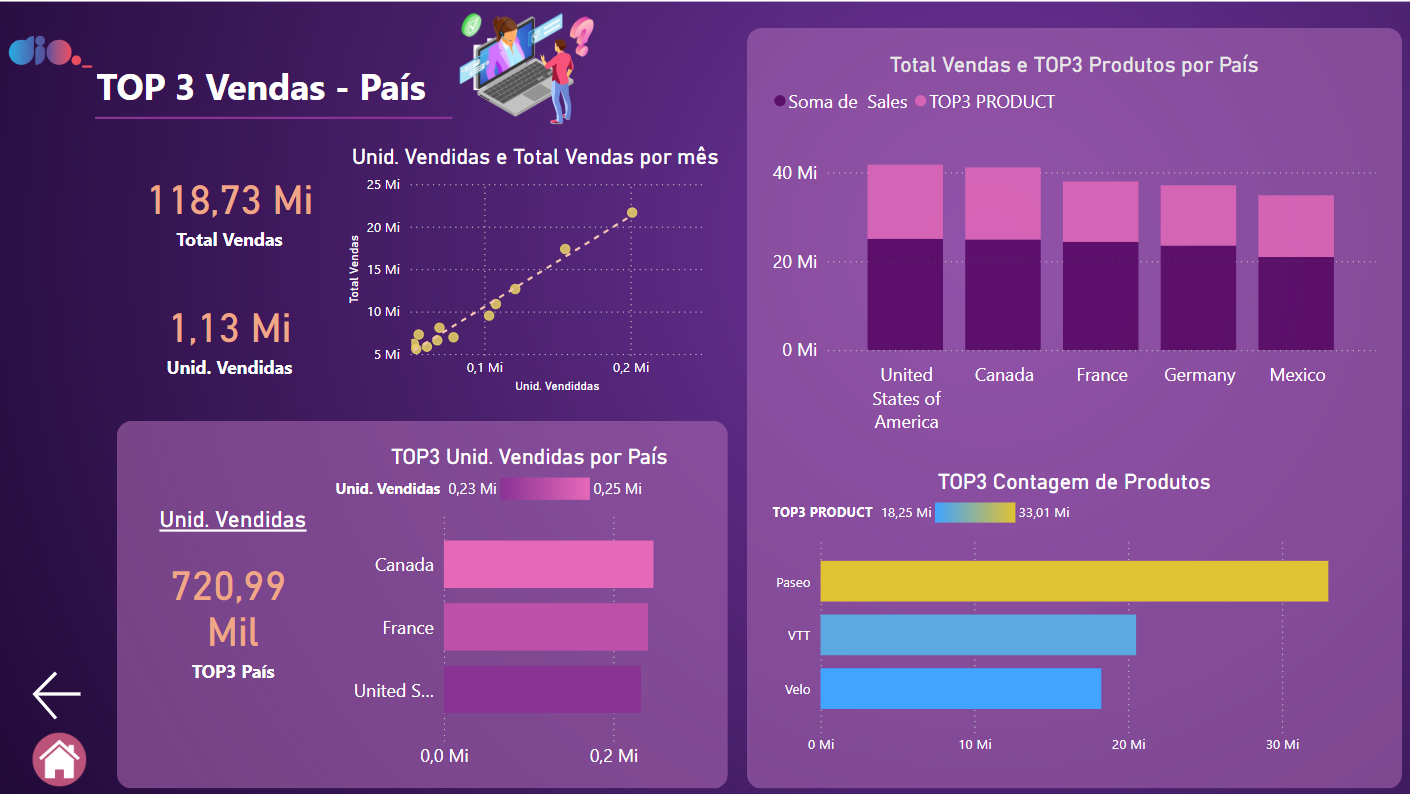 dio._
TOP 3 Vendas - País
118,73 Mi
Total Vendas
1,13 Mi
Unid. Vendidas
Unid. Vendidas e Total Vendas por mês
25 Mi
20 Mi
15 Mi
10 Mi
5 Mi
Total Vendas
0,1 Mi
0,2 Mi
Unid. Vendiddas
Unid. Vendidas
720,99
Mil
TOP3 País
TOP3 Unid. Vendidas por País
Unid. Vendidas 0,23 Mi 0,25 Mi
Canada
France
United S...
0,0 Mi
0,2 Mi
Total Vendas e TOP3 Produtos por País
Soma de Sales TOP3 PRODUCT
40 Mi
20 Mi
0 Mi
United
States of
America
Canada
France
Germany
Mexico
TOP3 Contagem de Produtos
TOP3 PRODUCT 18,25 Mi 33,01 Mi
Paseo
VTT
Velo
0 Mi
10 Mi
20 Mi
30 Mi